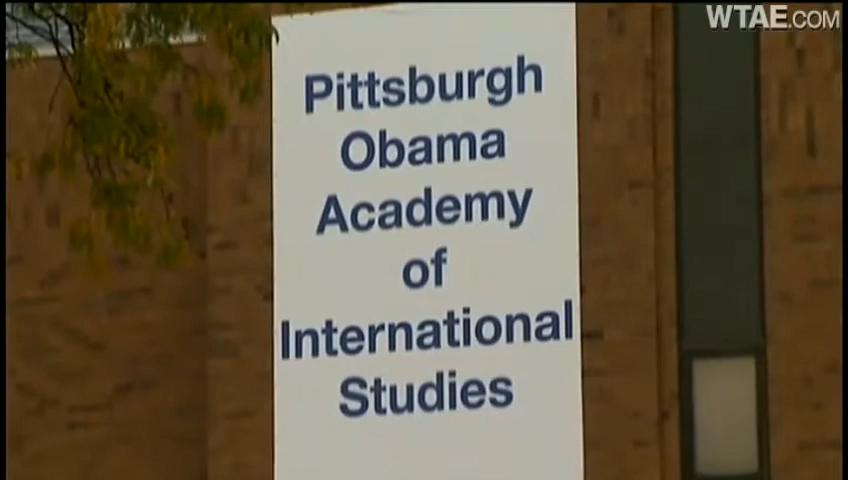 WTAE.COM
Pittsburgh
Obama
Academy
of
International
Studies